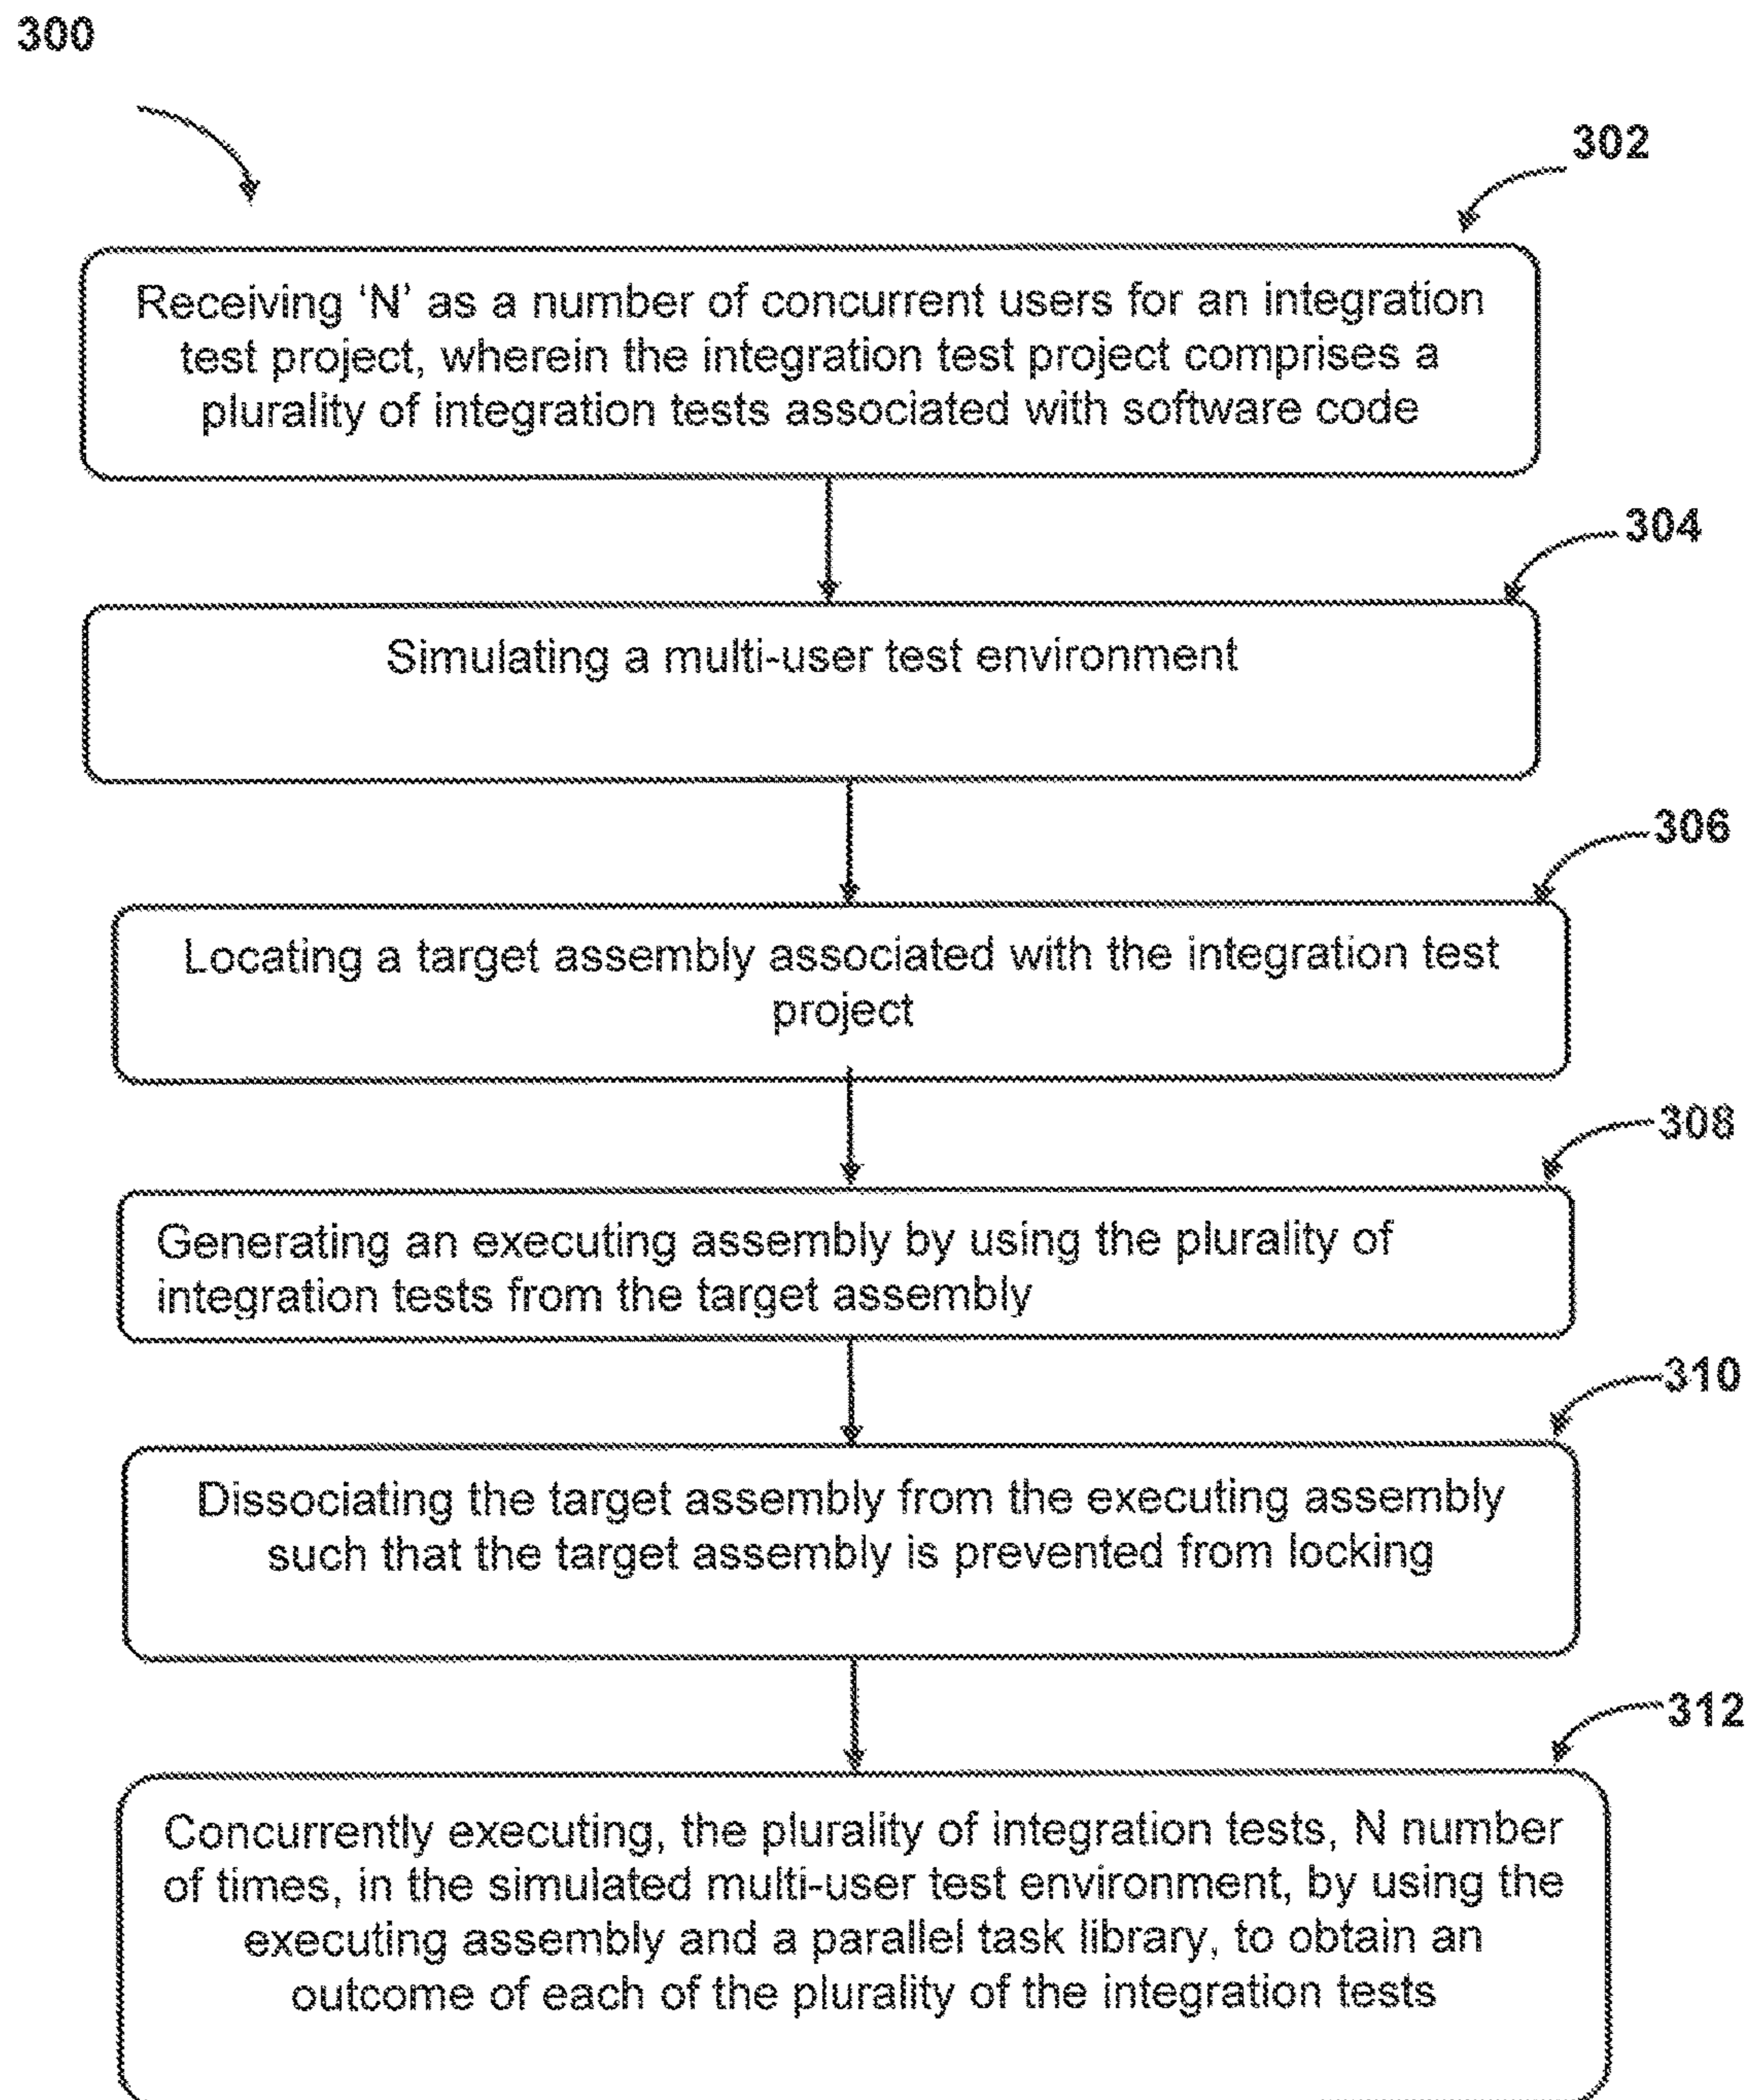 300
302
Receiving ‘N’ as a number of concurrent users for an integration
test project, wherein the integration test project comprises a
plurality of integration tests associated with software code
304
Simulating a multi-user test environment
306
Locating a target assembly associated with the integration test
project
308
Generating an executing assembly by using the plurality of
integration tests from the target assembly
310
Dissociating the target assembly from the executing assembly
such that the target assembly is prevented from locking
312
Concurrently executing, the plurality of integration tests, N number
of times, in the simulated multi-user test environment, by using the
executing assembly and a parallel task library, to obtain an
outcome of each of the plurality of the integration tests